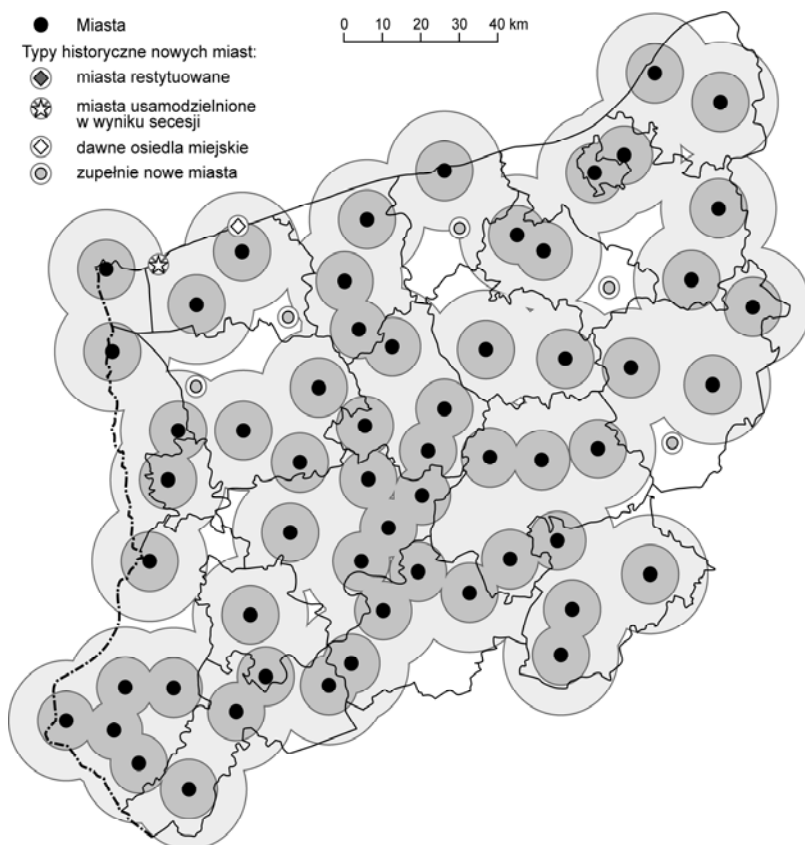 Miasta
Typy historyczne nowych miast:
miasta restytuowane
miasta usamodzielnione
w wyniku secesji
dawne osiedla miejskie
zupełnie nowe miasta
0 10 20 30 40 km